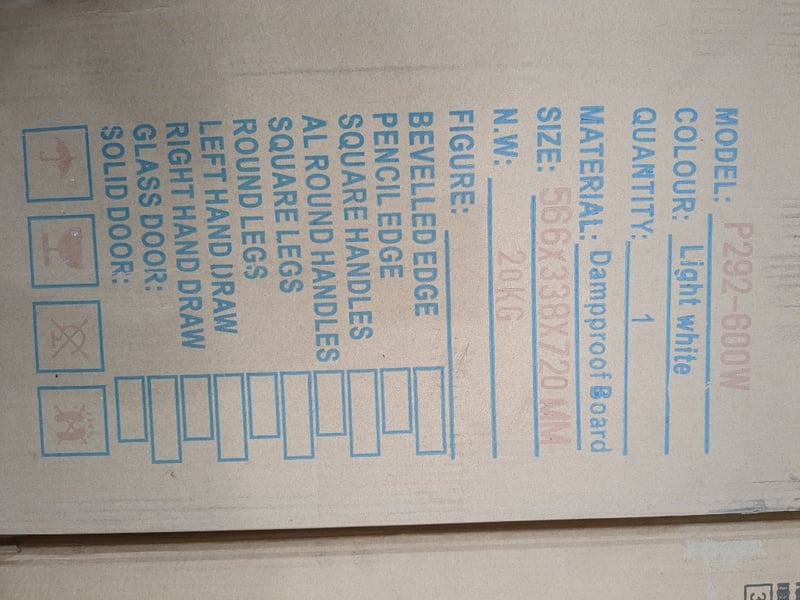 MODEL: P292-600W
COLOUR: Light white
QUANTITY: 1
MATERIAL: Dampproof Board
SIZE: 566X338X720 MM
N.W: 20KG
FIGURE:
BEVELLED EDGE
PENCIL EDGE
SQUARE HANDLES
AL ROUND HANDLES
SQUARE LEGS
ROUND LEGS
LEFT HAND DRAW
RIGHT HAND DRAW
GLASS DOOR:
SOLID DOOR:
3